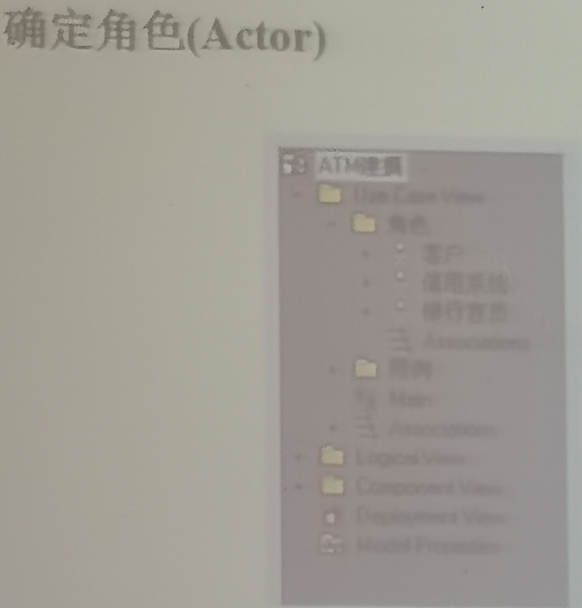 确定角色(Actor)
ATM建模
Use Case View
角色
客户
信用系统
银行官员
Associations
用例
Main
Associations
Logical View
Component View
Deployment View
Model Properties